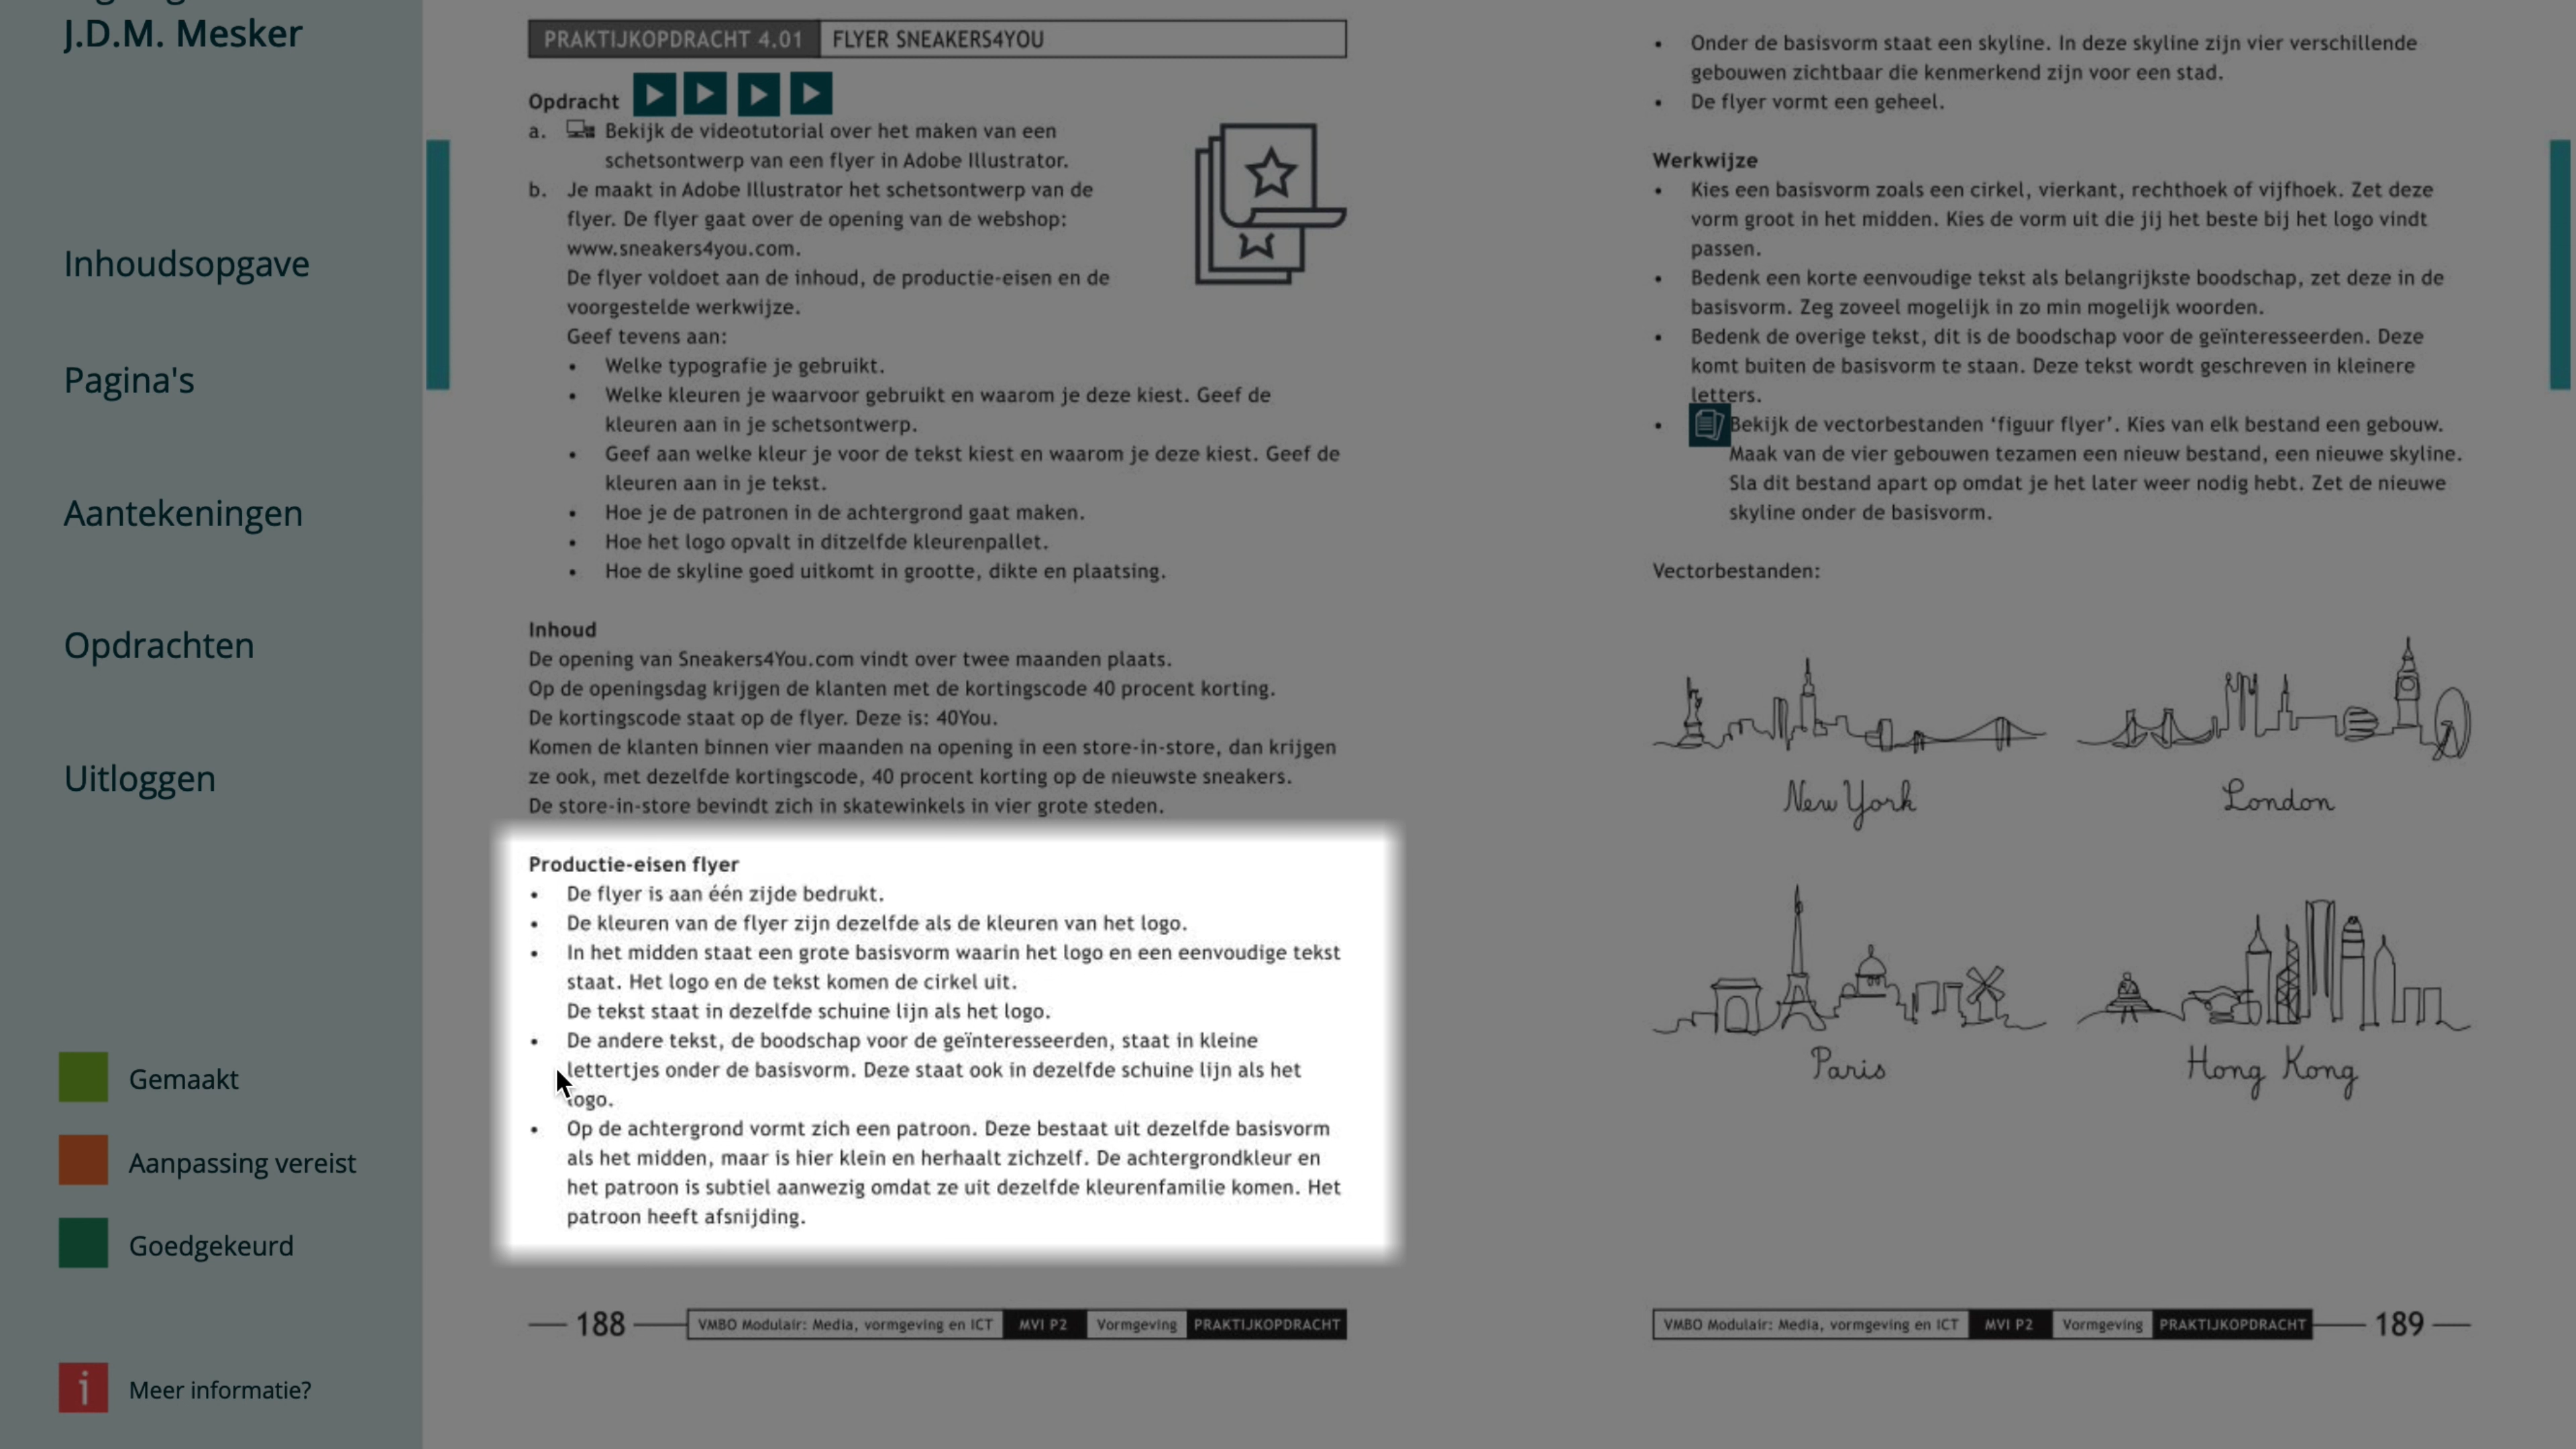 J.D.M. Mesker
Inhoudsopgave
Pagina's
Aantekeningen
Opdrachten
Uitloggen
Gemaakt
Aanpassing vereist
Goedgekeurd
i Meer informatie?
PRAKTIJKOPDRACHT 4.01 FLYER SNEAKERS4YOU
Opdracht
a. Bekijk de videotutorial over het maken van een
schetsontwerp van een flyer in Adobe Illustrator.
b. Je maakt in Adobe Illustrator het schetsontwerp van de
flyer. De flyer gaat over de opening van de webshop:
www.sneakers4you.com.
De flyer voldoet aan de inhoud, de productie-eisen en de
voorgestelde werkwijze.
Geef tevens aan:
• Welke typografie je gebruikt.
• Welke kleuren je waarvoor gebruikt en waarom je deze kiest. Geef de
kleuren aan in je schetsontwerp.
• Geef aan welke kleur je voor de tekst kiest en waarom je deze kiest. Geef de
kleuren aan in je tekst.
• Hoe je de patronen in de achtergrond gaat maken.
• Hoe het logo opvalt in ditzelfde kleurenpallet.
• Hoe de skyline goed uitkomt in grootte, dikte en plaatsing.
Inhoud
De opening van Sneakers4You.com vindt over twee maanden plaats.
Op de openingsdag krijgen de klanten met de kortingscode 40 procent korting.
De kortingscode staat op de flyer. Deze is: 40You.
Komen de klanten binnen vier maanden na opening in een store-in-store, dan krijgen
ze ook, met dezelfde kortingscode, 40 procent korting op de nieuwste sneakers.
De store-in-store bevindt zich in skatewinkels in vier grote steden.
Productie-eisen flyer
• De flyer is aan één zijde bedrukt.
• De kleuren van de flyer zijn dezelfde als de kleuren van het logo.
• In het midden staat een grote basisvorm waarin het logo en een eenvoudige tekst
staat. Het logo en de tekst komen de cirkel uit.
De tekst staat in dezelfde schuine lijn als het logo.
• De andere tekst, de boodschap voor de geïnteresseerden, staat in kleine
lettertjes onder de basisvorm. Deze staat ook in dezelfde schuine lijn als het
logo.
• Op de achtergrond vormt zich een patroon. Deze bestaat uit dezelfde basisvorm
als het midden, maar is hier klein en herhaalt zichzelf. De achtergrondkleur en
het patroon is subtiel aanwezig omdat ze uit dezelfde kleurenfamilie komen. Het
patroon heeft afsnijding.
188 VMBO Modulair: Media, vormgeving en ICT MVI P2 Vormgeving PRAKTIJKOPDRACHT
• Onder de basisvorm staat een skyline. In deze skyline zijn vier verschillende
gebouwen zichtbaar die kenmerkend zijn voor een stad.
• De flyer vormt een geheel.
Werkwijze
• Kies een basisvorm zoals een cirkel, vierkant, rechthoek of vijfhoek. Zet deze
vorm groot in het midden. Kies de vorm uit die jij het beste bij het logo vindt
passen.
• Bedenk een korte eenvoudige tekst als belangrijkste boodschap, zet deze in de
basisvorm. Zeg zoveel mogelijk in zo min mogelijk woorden.
• Bedenk de overige tekst, dit is de boodschap voor de geïnteresseerden. Deze
komt buiten de basisvorm te staan. Deze tekst wordt geschreven in kleinere
letters.
• Bekijk de vectorbestanden ‘figuur flyer’. Kies van elk bestand een gebouw.
Maak van de vier gebouwen tezamen een nieuw bestand, een nieuwe skyline.
Sla dit bestand apart op omdat je het later weer nodig hebt. Zet de nieuwe
skyline onder de basisvorm.
Vectorbestanden:
New York
London
Paris
Hong Kong
VMBO Modulair: Media, vormgeving en ICT MVI P2 Vormgeving PRAKTIJKOPDRACHT 189